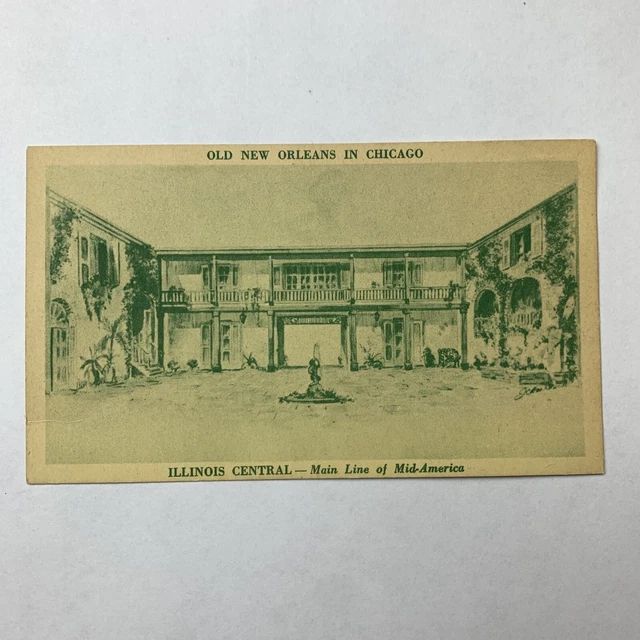 OLD NEW ORLEANS IN CHICAGO
ILLINOIS CENTRAL — Main Line of Mid-America